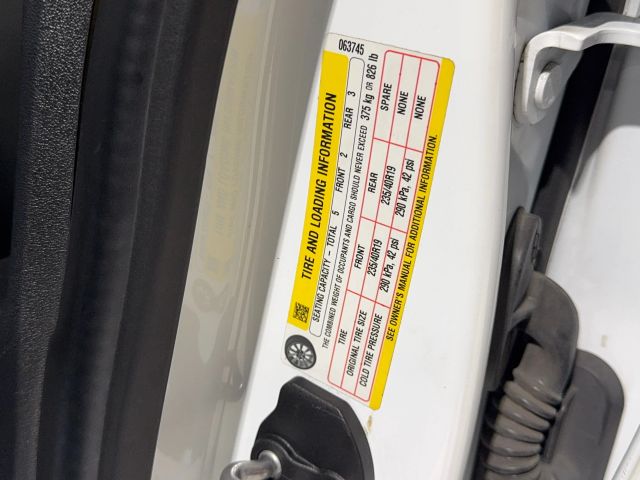 063745
TIRE AND LOADING INFORMATION
SEATING CAPACITY - TOTAL 5 FRONT 2 REAR 3
THE COMBINED WEIGHT OF OCCUPANTS AND CARGO SHOULD NEVER EXCEED 375 kg OR 826 lb
TIRE FRONT REAR SPARE
ORIGINAL TIRE SIZE 235/40R19 235/40R19 NONE
COLD TIRE PRESSURE 290 kPa, 42 psi 290 kPa, 42 psi NONE
SEE OWNER'S MANUAL FOR ADDITIONAL INFORMATION.